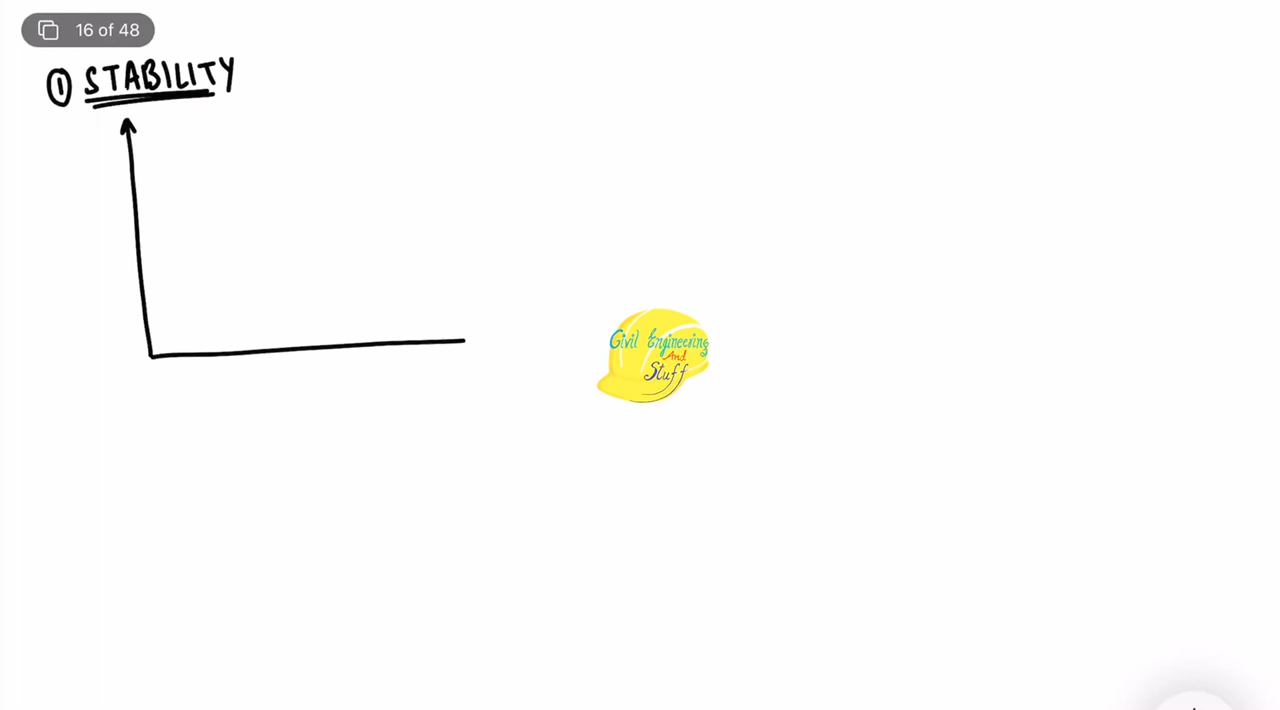 16 of 48
① STABILITY
Civil Engineering
And
Stuff